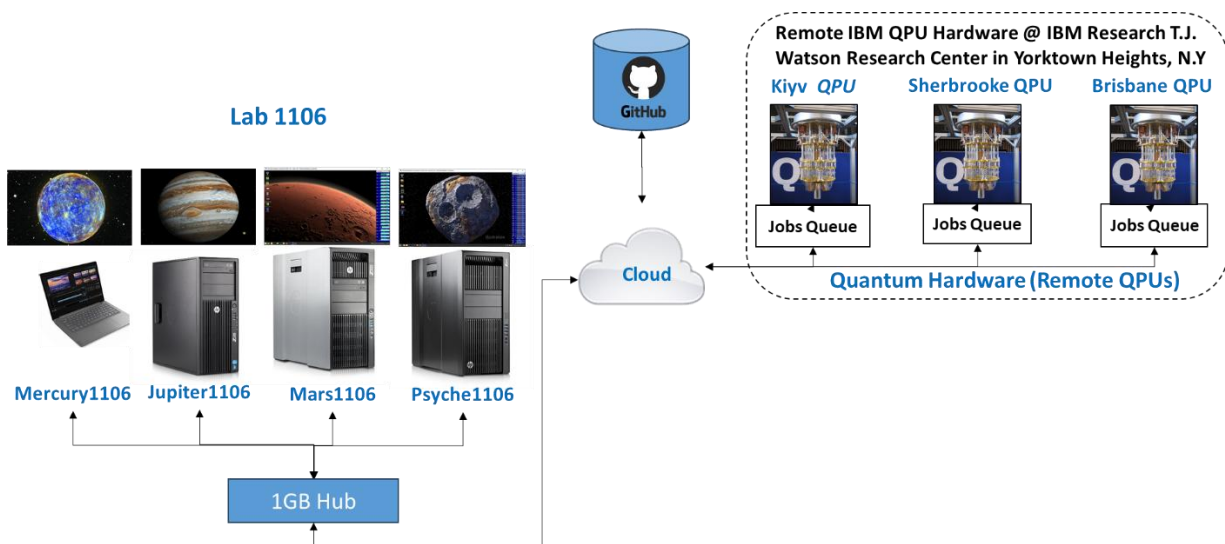 Remote IBM QPU Hardware @ IBM Research T.J.
Watson Research Center in Yorktown Heights, N.Y
Kiyv QPU
Sherbrooke QPU
Brisbane QPU
GitHub
Lab 1106
Q
Q
Q
Jobs Queue
Jobs Queue
Jobs Queue
Cloud
Quantum Hardware (Remote QPUs)
Mercury1106
Jupiter1106
Mars1106
Psyche1106
1GB Hub